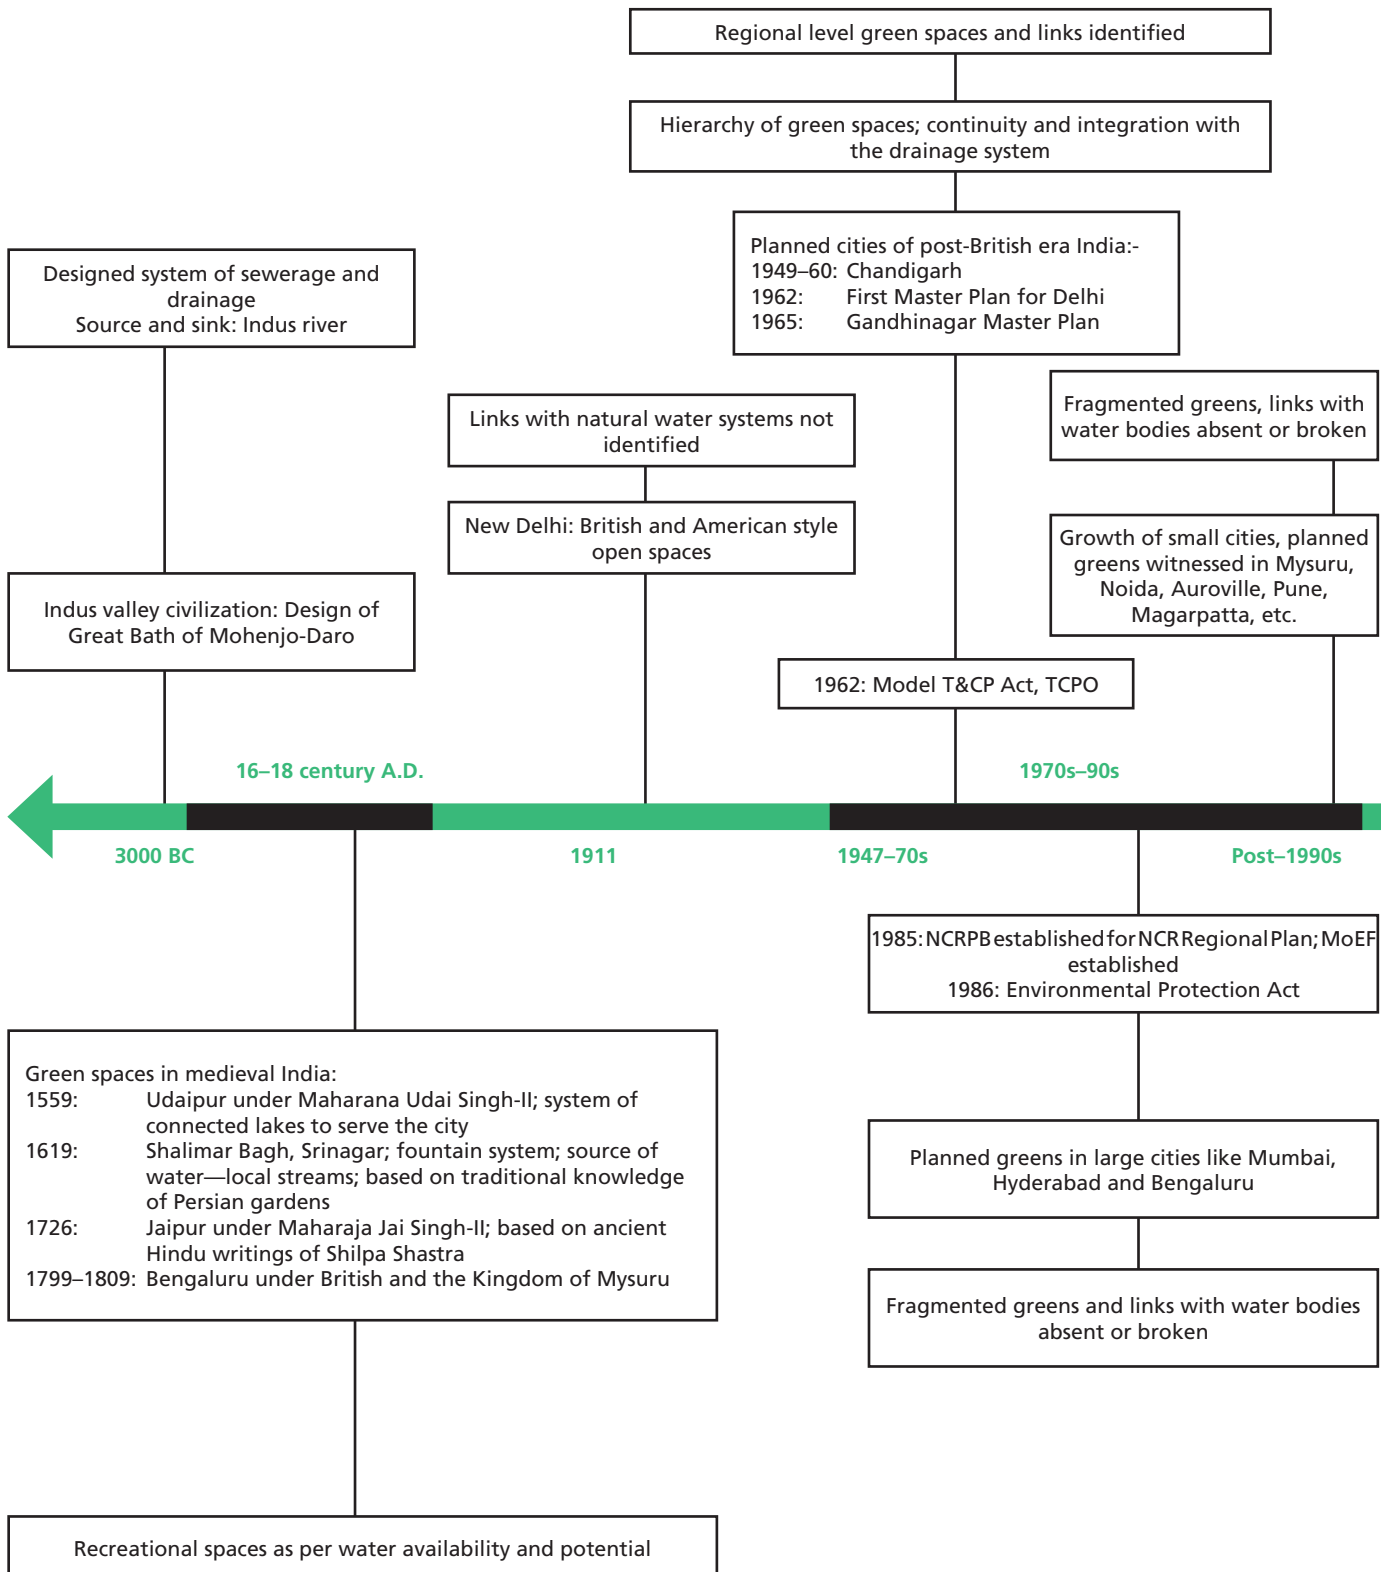 Regional level green spaces and links identified
Hierarchy of green spaces; continuity and integration with
the drainage system
Planned cities of post-British era India:-
1949–60: Chandigarh
1962: First Master Plan for Delhi
1965: Gandhinagar Master Plan
Designed system of sewerage and
drainage
Source and sink: Indus river
Links with natural water systems not
identified
Fragmented greens, links with
water bodies absent or broken
New Delhi: British and American style
open spaces
Growth of small cities, planned
greens witnessed in Mysuru,
Noida, Auroville, Pune,
Magarpatta, etc.
Indus valley civilization: Design of
Great Bath of Mohenjo-Daro
1962: Model T&CP Act, TCPO
16–18 century A.D.
1970s–90s
3000 BC
1911
1947–70s
Post–1990s
1985: NCRPB established for NCR Regional Plan; MoEF
established
1986: Environmental Protection Act
Green spaces in medieval India:
1559: Udaipur under Maharana Udai Singh-II; system of
connected lakes to serve the city
1619: Shalimar Bagh, Srinagar; fountain system; source of
water—local streams; based on traditional knowledge
of Persian gardens
1726: Jaipur under Maharaja Jai Singh-II; based on ancient
Hindu writings of Shilpa Shastra
1799–1809: Bengaluru under British and the Kingdom of Mysuru
Planned greens in large cities like Mumbai,
Hyderabad and Bengaluru
Fragmented greens and links with water bodies
absent or broken
Recreational spaces as per water availability and potential